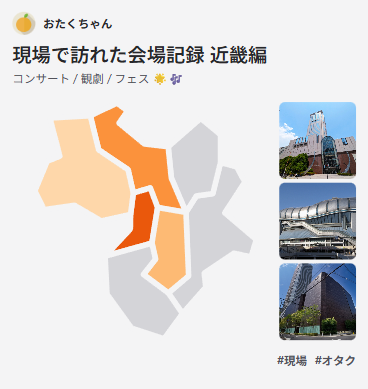 おたくちゃん
現場で訪れた会場記録 近畿編
コンサート / 観劇 / フェス 🌟 🎶
#現場 #オタク